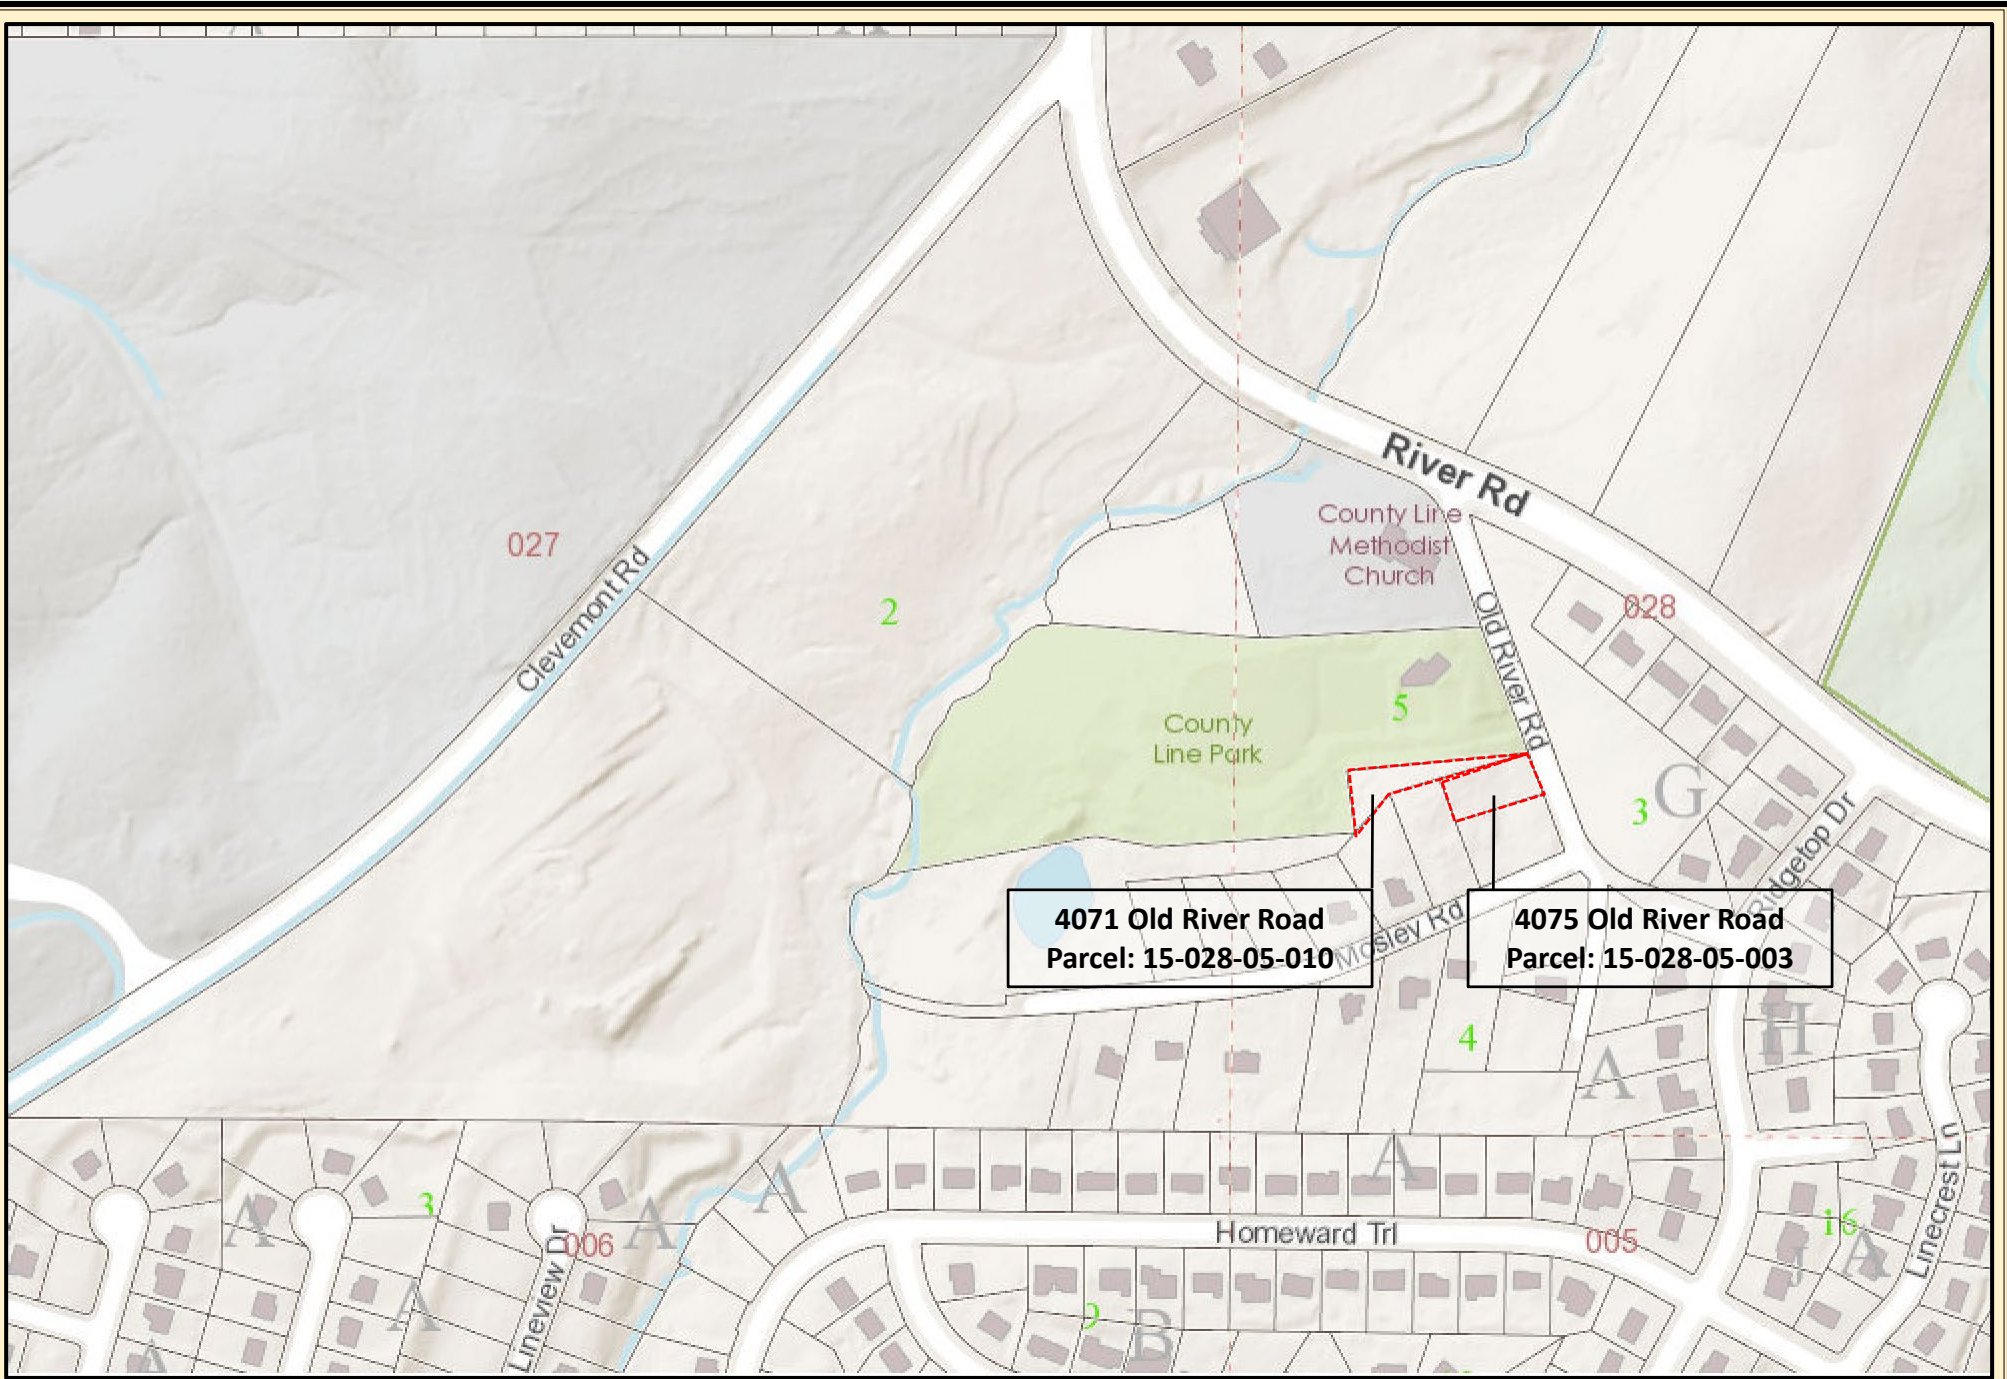 River Rd
County Line
Methodist
Church
027
Clevemont Rd
2
028
Old River Rd
5
County
Line Park
3
G
Ridgetop Dr
4071 Old River Road
Parcel: 15-028-05-010
4075 Old River Road
Parcel: 15-028-05-003
Mosley Rd
4
H
A
A
A
3
A
A
Homeward Trl
005
16
Linecrest Ln
006
Lineview Dr
A
J
A
9
B
A